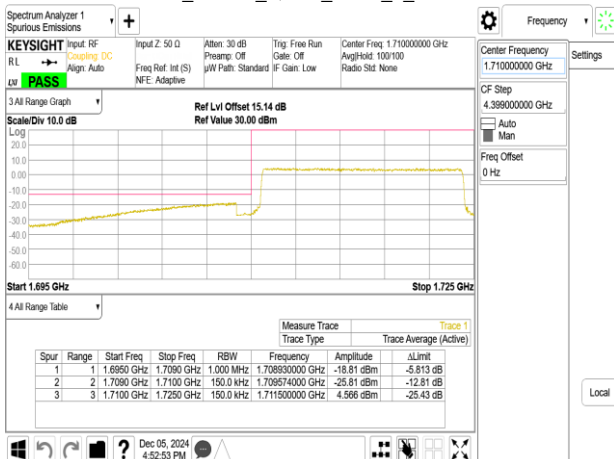 Spectrum Analyzer 1
Spurious Emissions
Frequency
KEYSIGHT
Input: RF
Coupling: DC
Align: Auto
Input Z: 50 Ω
Freq Ref: Int (S)
NFE: Adaptive
Atten: 30 dB
Preamp: Off
µW Path: Standard
Trig: Free Run
Gate: Off
IF Gain: Low
Center Freq: 1.710000000 GHz
Avg|Hold: 100/100
Radio Std: None
RL
LXI
PASS
Center Frequency
1.710000000 GHz
Settings
CF Step
4.399000000 GHz
Auto
Man
Freq Offset
0 Hz
3 All Range Graph
Ref Lvl Offset 15.14 dB
Scale/Div 10.0 dB
Ref Value 30.00 dBm
Log
20.0
10.0
0.00
-10.0
-20.0
-30.0
-40.0
-50.0
-60.0
Start 1.695 GHz
Stop 1.725 GHz
4 All Range Table
Measure Trace Trace 1
Trace Type Trace Average (Active)
Spur Range Start Freq Stop Freq RBW Frequency Amplitude ΔLimit
1 1 1.6950 GHz 1.7090 GHz 1.000 MHz 1.708930000 GHz -18.81 dBm -5.813 dB
2 2 1.7090 GHz 1.7100 GHz 150.0 kHz 1.709574000 GHz -25.81 dBm -12.81 dB
3 3 1.7100 GHz 1.7250 GHz 150.0 kHz 1.711500000 GHz 4.566 dBm -25.43 dB
Local
Dec 05, 2024
4:52:53 PM